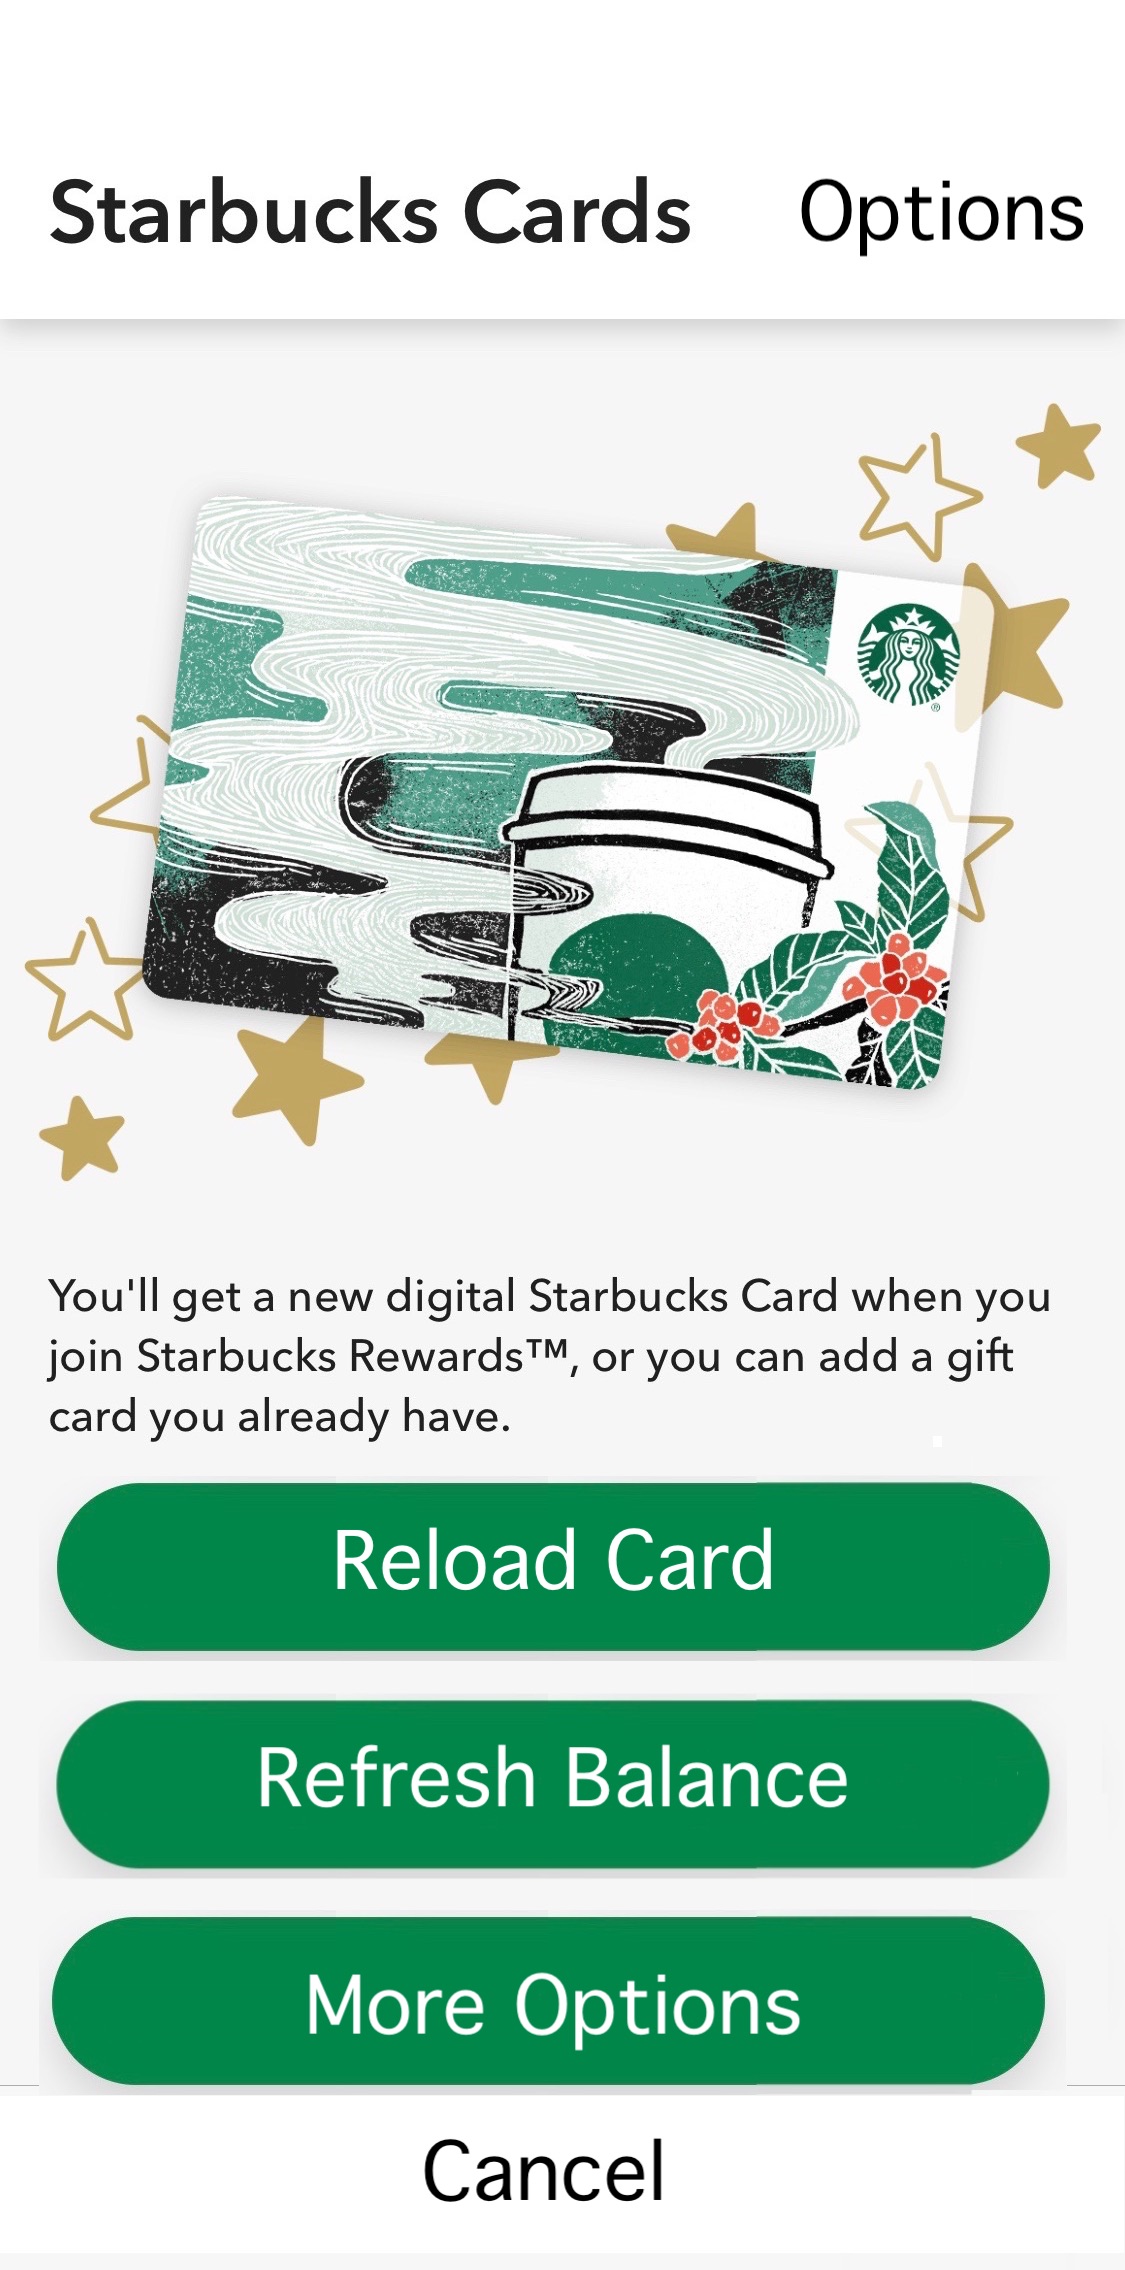 Starbucks Cards Options
You'll get a new digital Starbucks Card when you
join Starbucks Rewards™, or you can add a gift
card you already have.
Reload Card
Refresh Balance
More Options
Cancel